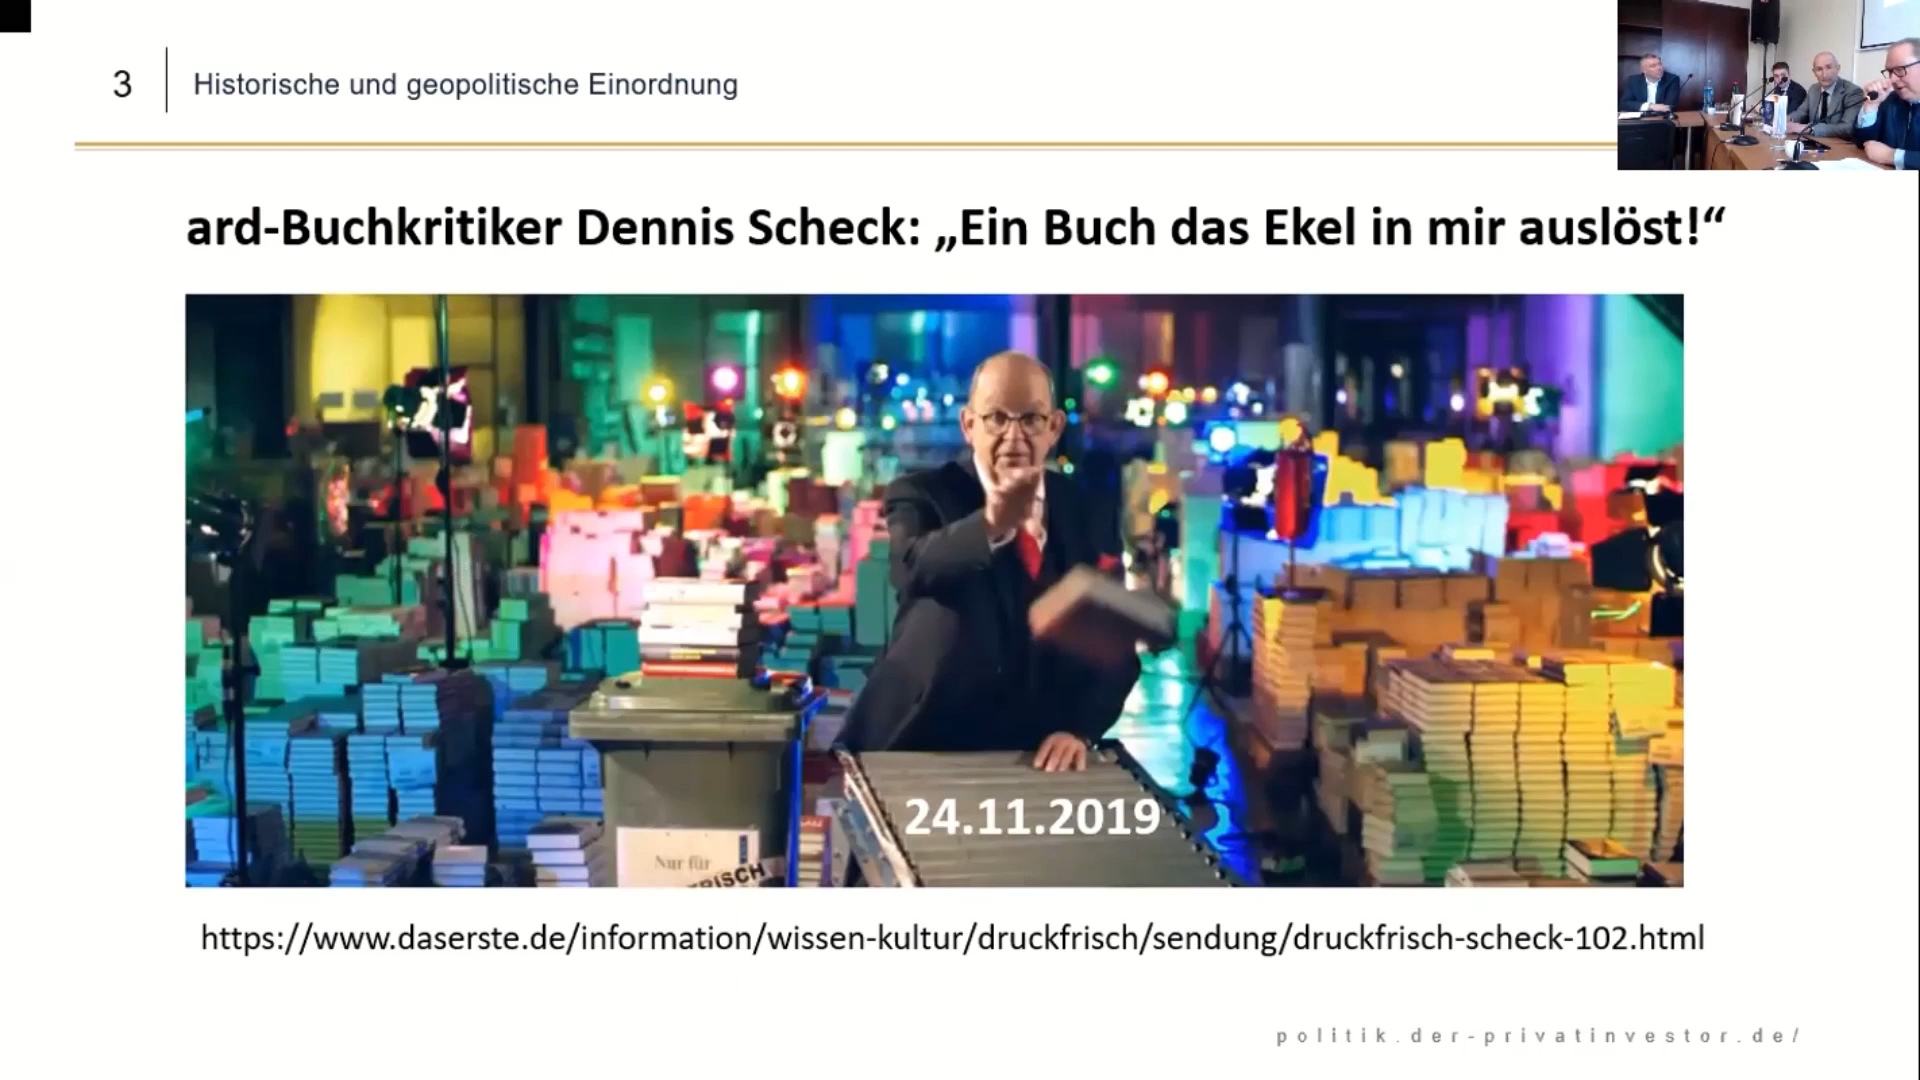 3
Historische und geopolitische Einordnung
ard-Buchkritiker Dennis Scheck: „Ein Buch das Ekel in mir auslöst!“
24.11.2019
Nur für
RISCH
https://www.daserste.de/information/wissen-kultur/druckfrisch/sendung/druckfrisch-scheck-102.html
politik.der-privatinvestor.de/